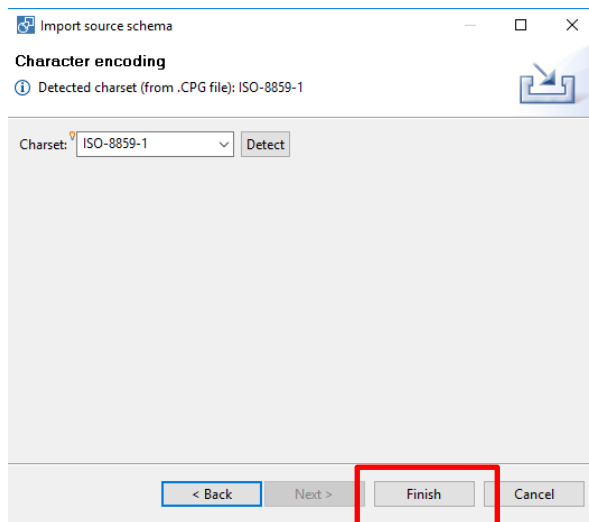 Import source schema
Character encoding
Detected charset (from .CPG file): ISO-8859-1
Charset: ISO-8859-1 Detect
< Back Next > Finish Cancel